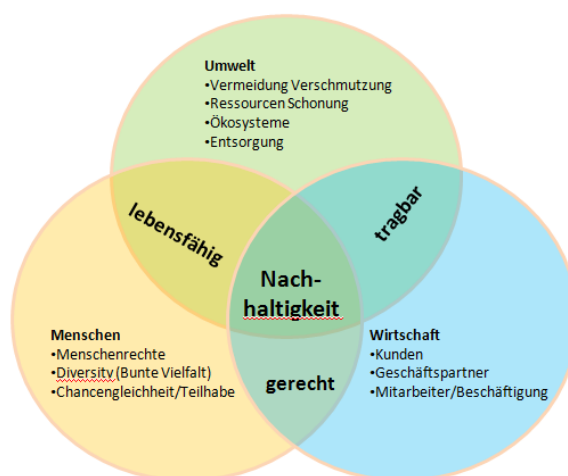 Umwelt
•Vermeidung Verschmutzung
•Ressourcen Schonung
•Ökosysteme
•Entsorgung
lebensfähig
tragbar
Nach-
haltigkeit
Menschen
•Menschenrechte
•Diversity (Bunte Vielfalt)
•Chancengleichheit/Teilhabe
Wirtschaft
•Kunden
•Geschäftspartner
•Mitarbeiter/Beschäftigung
gerecht